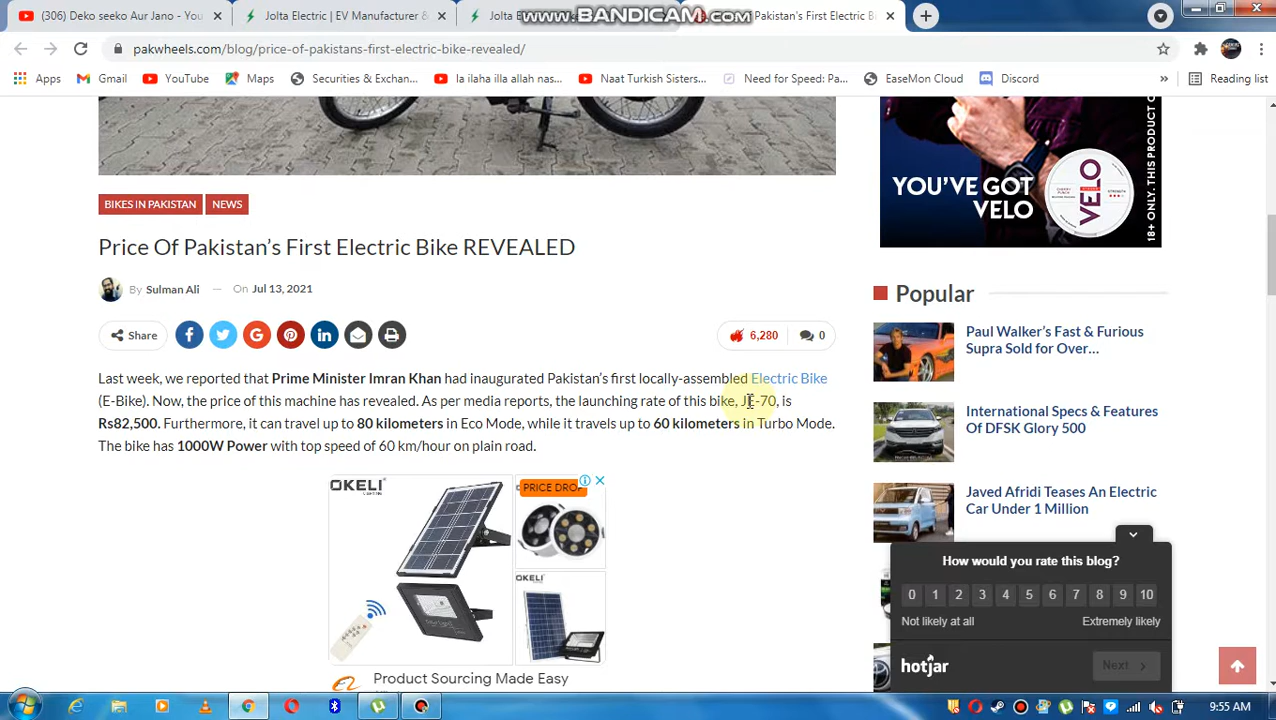 (306) Deko seeko Aur Jano - You
Jolta Electric | EV Manufacturer &
Jolta
www.BANDICAM.com
Pakistan's First Electric B
pakwheels.com/blog/price-of-pakistans-first-electric-bike-revealed/
Apps
Gmail
YouTube
Maps
Securities & Exchan...
la ilaha illa allah nas...
Naat Turkish Sisters...
Need for Speed: Pa...
EaseMon Cloud
Discord
»
Reading list
YOU'VE GOT
VELO
VELO
18+ ONLY. THIS PRODUCT C
BIKES IN PAKISTAN
NEWS
Price Of Pakistan's First Electric Bike REVEALED
By Sulman Ali — On Jul 13, 2021
Share
6,280
0
Popular
Paul Walker's Fast & Furious
Supra Sold for Over...
International Specs & Features
Of DFSK Glory 500
Javed Afridi Teases An Electric
Car Under 1 Million
Last week, we reported that Prime Minister Imran Khan had inaugurated Pakistan's first locally-assembled Electric Bike
(E-Bike). Now, the price of this machine has revealed. As per media reports, the launching rate of this bike, JE-70, is
Rs82,500. Furthermore, it can travel up to 80 kilometers in Eco Mode, while it travels up to 60 kilometers in Turbo Mode.
The bike has 1000W Power with top speed of 60 km/hour on plain road.
OKELI
LIGHTING
PRICE DROP
OKELI
Product Sourcing Made Easy
How would you rate this blog?
0 1 2 3 4 5 6 7 8 9 10
Not likely at all
Extremely likely
hotjar
Next
9:55 AM